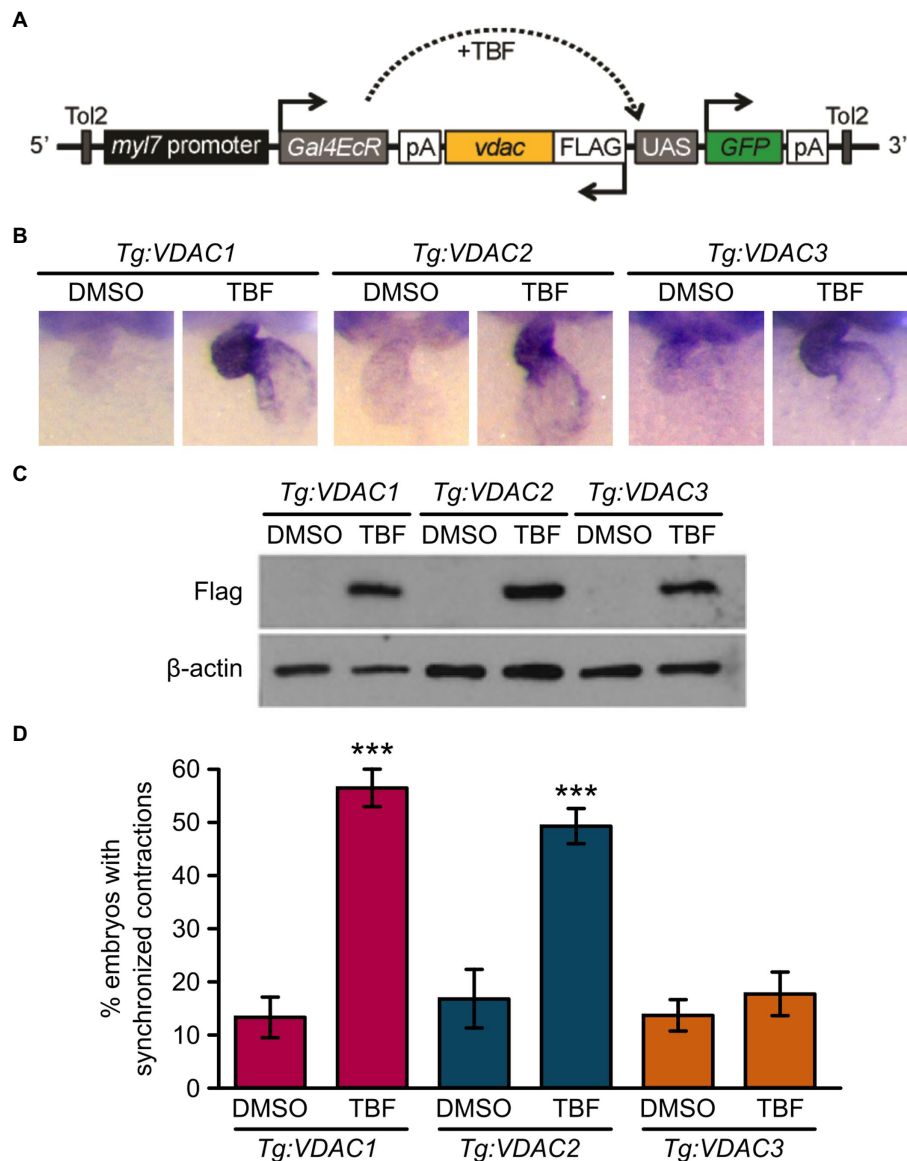 A
+TBF
Tol2
Tol2
5' myl7 promoter Gal4EcR pA vdac FLAG UAS GFP pA 3'
B
Tg:VDAC1 Tg:VDAC2 Tg:VDAC3
DMSO TBF DMSO TBF DMSO TBF
C
Tg:VDAC1 Tg:VDAC2 Tg:VDAC3
DMSO TBF DMSO TBF DMSO TBF
Flag
β-actin
D
% embryos with
synchronized contractions
60
50
40
30
20
10
0
***
***
DMSO TBF DMSO TBF DMSO TBF
Tg:VDAC1 Tg:VDAC2 Tg:VDAC3